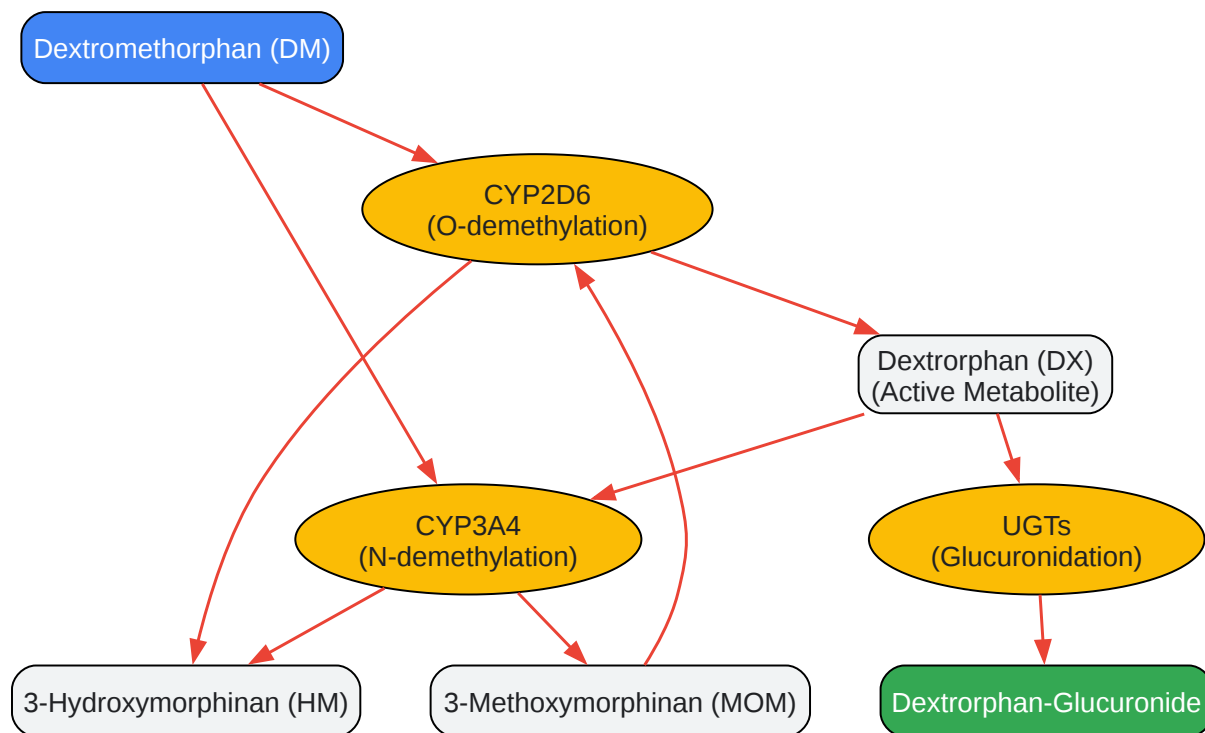 Dextromethorphan (DM)
CYP2D6
(O-demethylation)
Dextrorphan (DX)
(Active Metabolite)
CYP3A4
(N-demethylation)
UGTs
(Glucuronidation)
3-Hydroxymorphinan (HM)
3-Methoxymorphinan (MOM)
Dextrorphan-Glucuronide